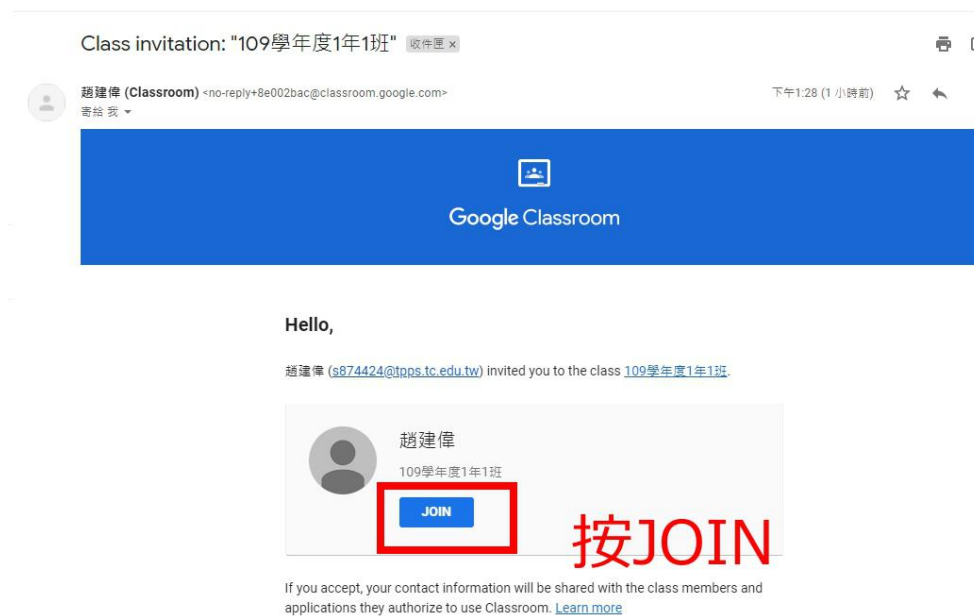 Class invitation: "109學年度1年1班" 收件匣 x
趙建偉 (Classroom) <no-reply+8e002bac@classroom.google.com>
下午1:28 (1 小時前)
寄給 我
Google Classroom
Hello,
趙建偉 (s874424@tpps.tc.edu.tw) invited you to the class 109學年度1年1班.
趙建偉
109學年度1年1班
JOIN
按JOIN
If you accept, your contact information will be shared with the class members and
applications they authorize to use Classroom. Learn more